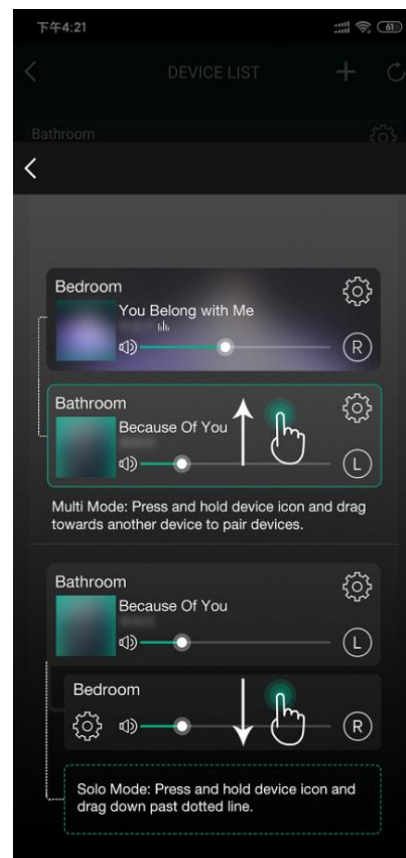 下午4:21
61
DEVICE LIST
Bathroom
Bedroom
You Belong with Me
R
Bathroom
Because Of You
L
Multi Mode: Press and hold device icon and drag
towards another device to pair devices.
Bathroom
Because Of You
L
Bedroom
R
Solo Mode: Press and hold device icon and
drag down past dotted line.